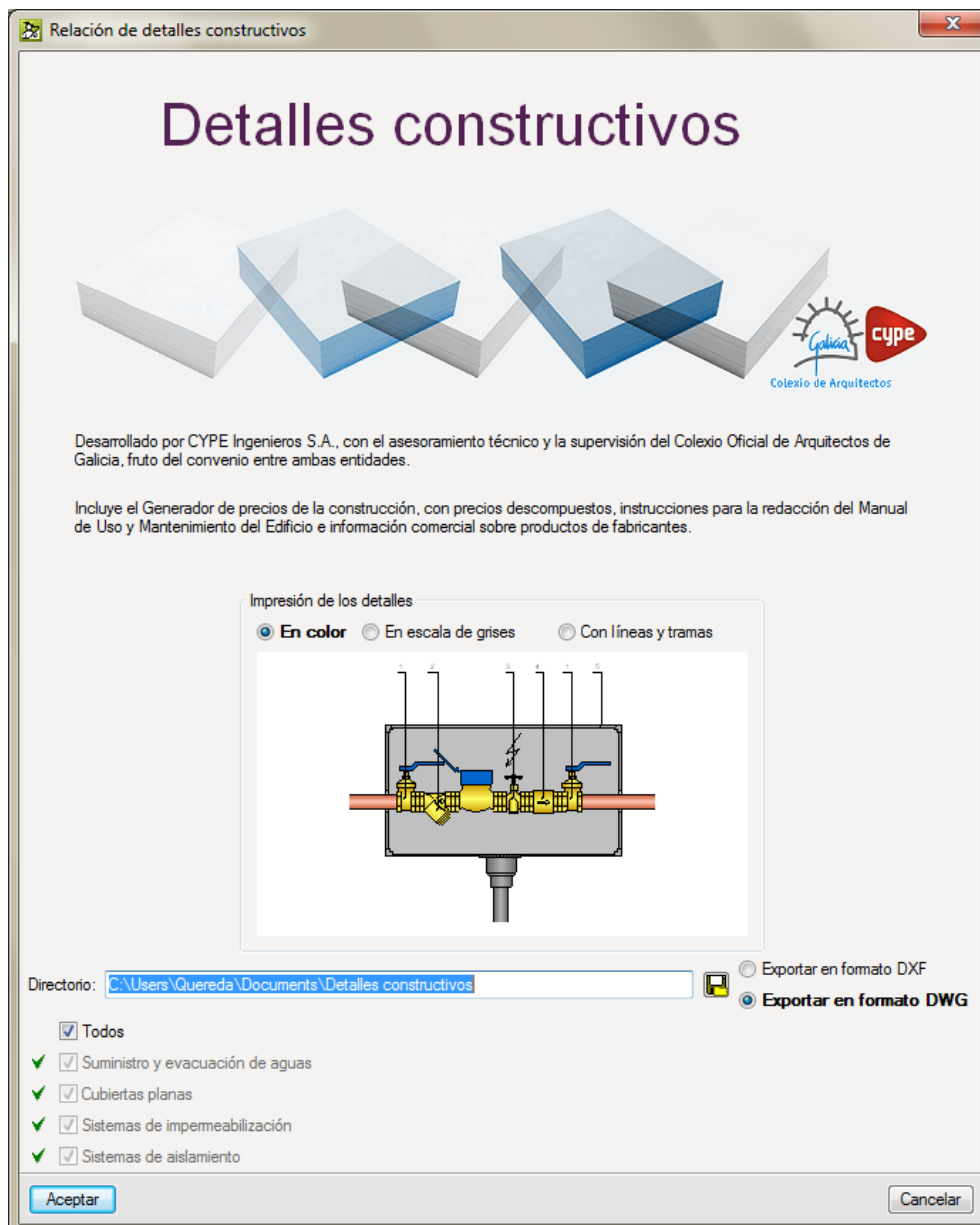 Relación de detalles constructivos
Detalles constructivos
Galicia
cype
Colexio de Arquitectos
Desarrollado por CYPE Ingenieros S.A., con el asesoramiento técnico y la supervisión del Colexio Oficial de Arquitectos de
Galicia, fruto del convenio entre ambas entidades.
Incluye el Generador de precios de la construcción, con precios descompuestos, instrucciones para la redacción del Manual
de Uso y Mantenimiento del Edificio e información comercial sobre productos de fabricantes.
Impresión de los detalles
En color En escala de grises Con líneas y tramas
1 2 3 4 1 5
Directorio: C:\Users\Quereda\Documents\Detalles constructivos
Exportar en formato DXF
Exportar en formato DWG
Todos
Suministro y evacuación de aguas
Cubiertas planas
Sistemas de impermeabilización
Sistemas de aislamiento
Aceptar Cancelar